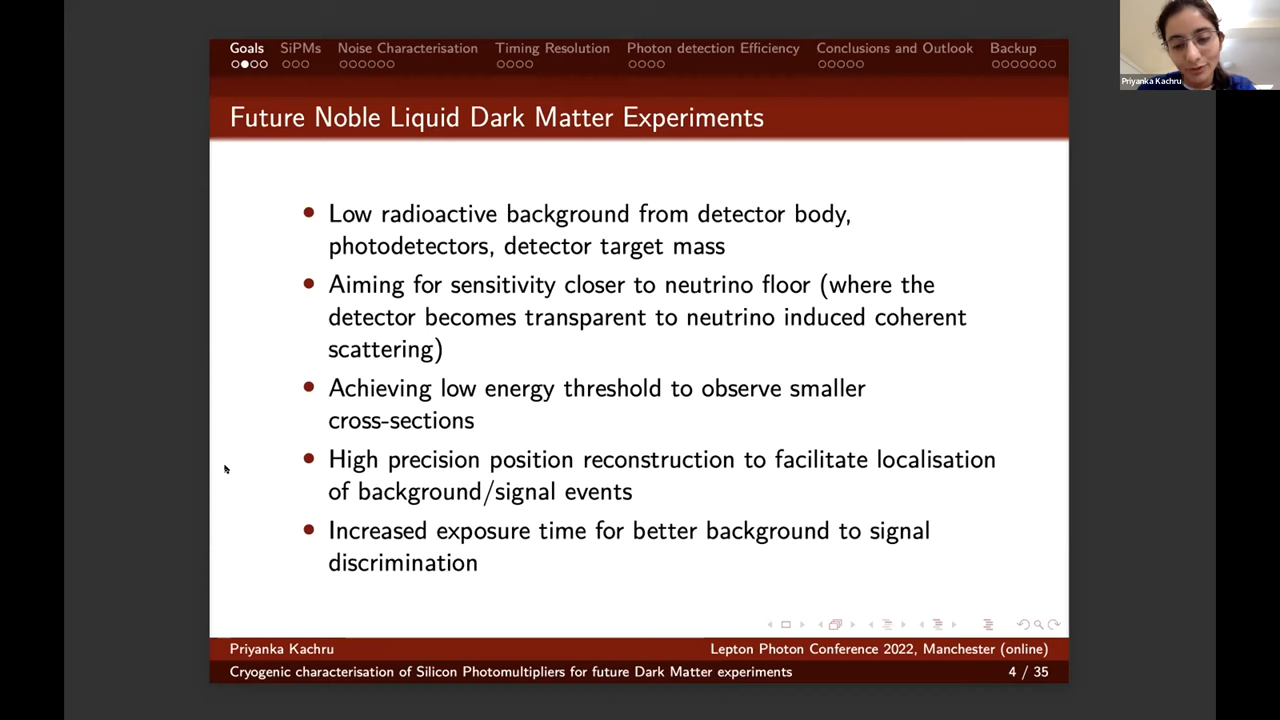 Goals SiPMs Noise Characterisation Timing Resolution Photon detection Efficiency Conclusions and Outlook Backup
Priyanka Kachru
Future Noble Liquid Dark Matter Experiments
• Low radioactive background from detector body,
photodetectors, detector target mass
• Aiming for sensitivity closer to neutrino floor (where the
detector becomes transparent to neutrino induced coherent
scattering)
• Achieving low energy threshold to observe smaller
cross-sections
• High precision position reconstruction to facilitate localisation
of background/signal events
• Increased exposure time for better background to signal
discrimination
Priyanka Kachru Lepton Photon Conference 2022, Manchester (online)
Cryogenic characterisation of Silicon Photomultipliers for future Dark Matter experiments 4 / 35